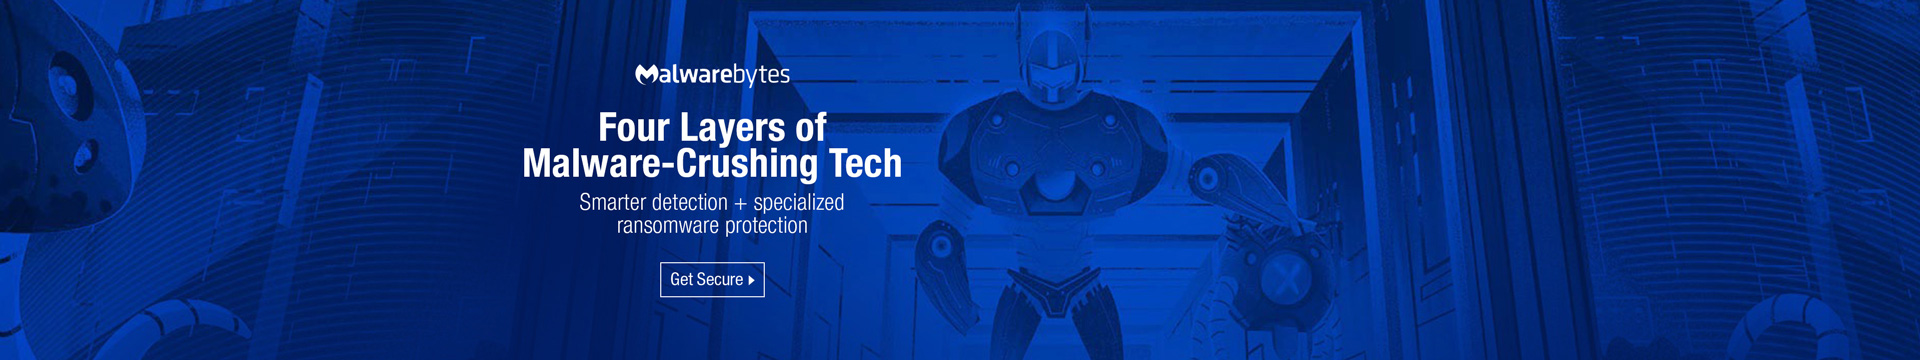 Malwarebytes
Four Layers of
Malware-Crushing Tech
Smarter detection + specialized
ransomware protection
Get Secure
X